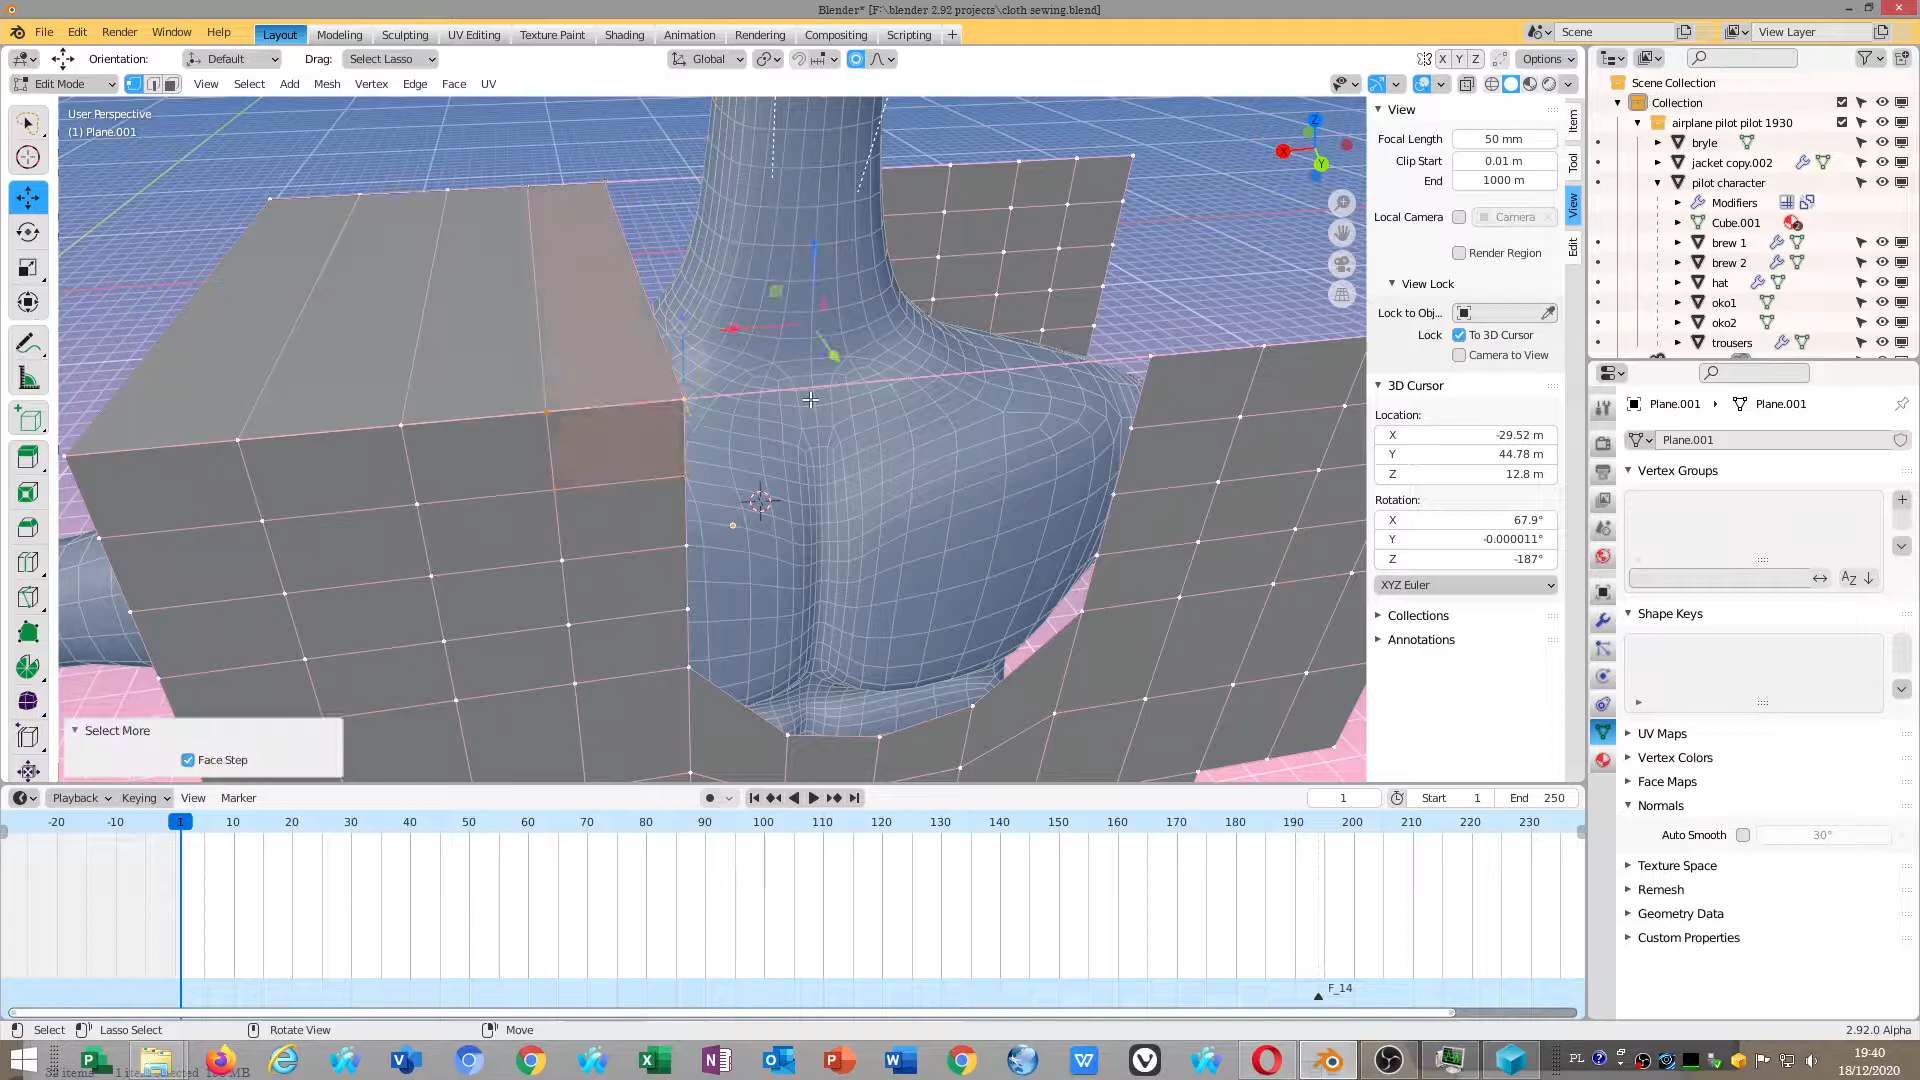 Blender* [F:\blender 2.92 projects\cloth sewing.blend]
File Edit Render Window Help Layout Modeling Sculpting UV Editing Texture Paint Shading Animation Rendering Compositing Scripting + Scene View Layer
Orientation: Default Drag: Select Lasso Global X Y Z Options
Edit Mode View Select Add Mesh Vertex Edge Face UV
User Perspective
(1) Plane.001
Z
X
Y
Select More
Face Step
View
Focal Length 50 mm
Clip Start 0.01 m
End 1000 m
Local Camera Camera
Render Region
View Lock
Lock to Obj...
Lock To 3D Cursor
Camera to View
3D Cursor
Location:
X -29.52 m
Y 44.78 m
Z 12.8 m
Rotation:
X 67.9°
Y -0.000011°
Z -187°
XYZ Euler
Collections
Annotations
Item
Tool
View
Edit
Scene Collection
Collection
airplane pilot pilot 1930
bryle
jacket copy.002
pilot character
Modifiers
Cube.001
brew 1
brew 2
hat
oko1
oko2
trousers
Plane.001 Plane.001
Plane.001
Vertex Groups
Shape Keys
UV Maps
Vertex Colors
Face Maps
Normals
Auto Smooth 30°
Texture Space
Remesh
Geometry Data
Custom Properties
Playback Keying View Marker 1 Start 1 End 250
-20 -10 1 10 20 30 40 50 60 70 80 90 100 110 120 130 140 150 160 170 180 190 200 210 220 230
F_14
Select Lasso Select Rotate View Move 2.92.0 Alpha
PL 19:40
18/12/2020